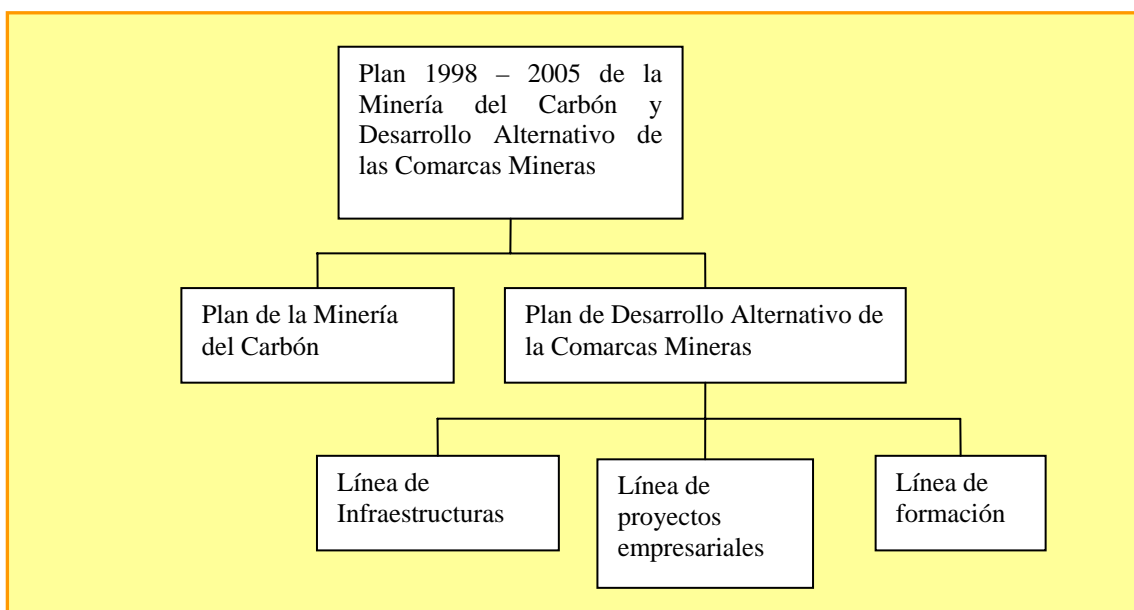 Plan 1998 – 2005 de la
Minería del Carbón y
Desarrollo Alternativo de
las Comarcas Mineras
Plan de la Minería
del Carbón
Plan de Desarrollo Alternativo de
la Comarcas Mineras
Línea de
Infraestructuras
Línea de
proyectos
empresariales
Línea de
formación